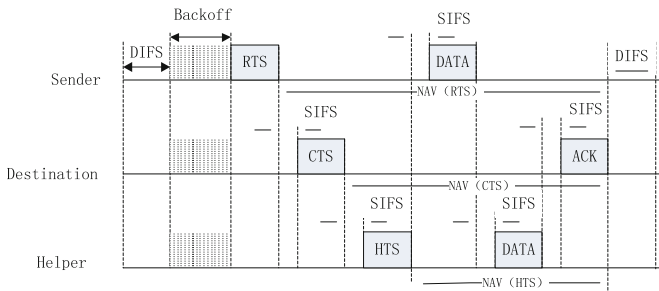 Backoff
SIFS
DIFS
DIFS
Sender
RTS
DATA
NAV (RTS)
SIFS
SIFS
Destination
CTS
ACK
NAV (CTS)
SIFS
SIFS
Helper
HTS
DATA
NAV (HTS)